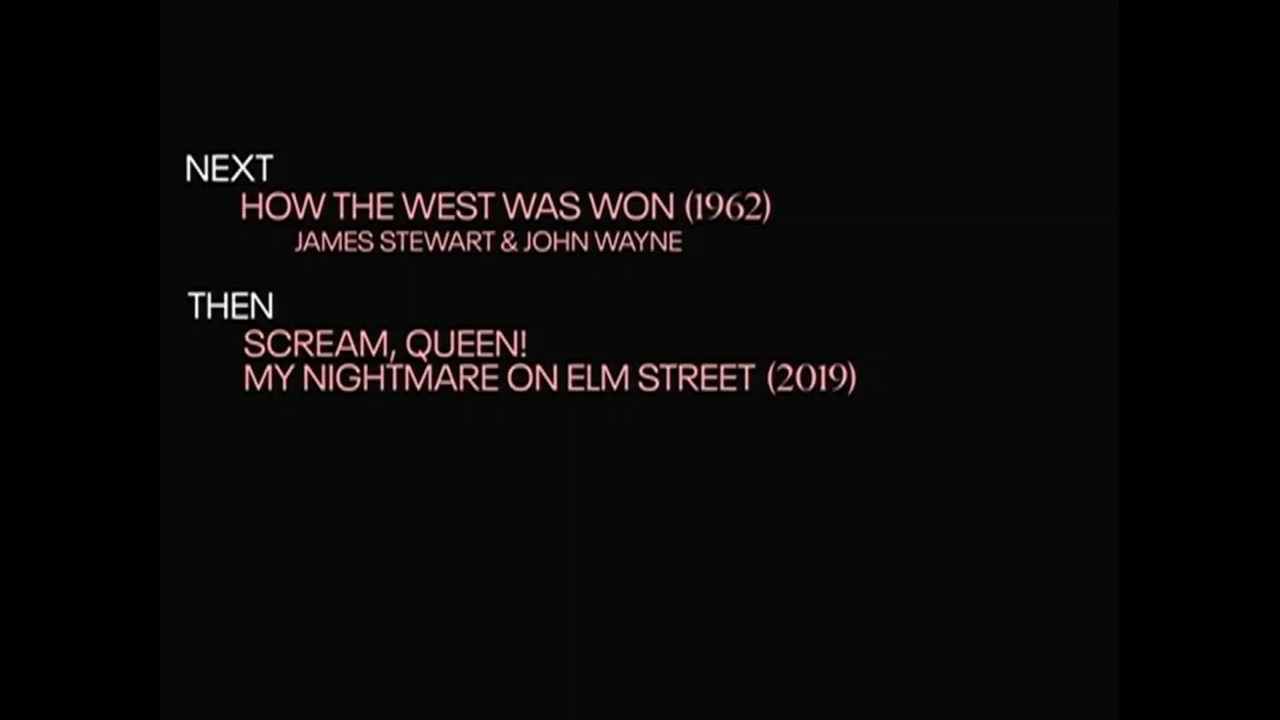 NEXT
HOW THE WEST WAS WON (1962)
JAMES STEWART & JOHN WAYNE
THEN
SCREAM, QUEEN!
MY NIGHTMARE ON ELM STREET (2019)